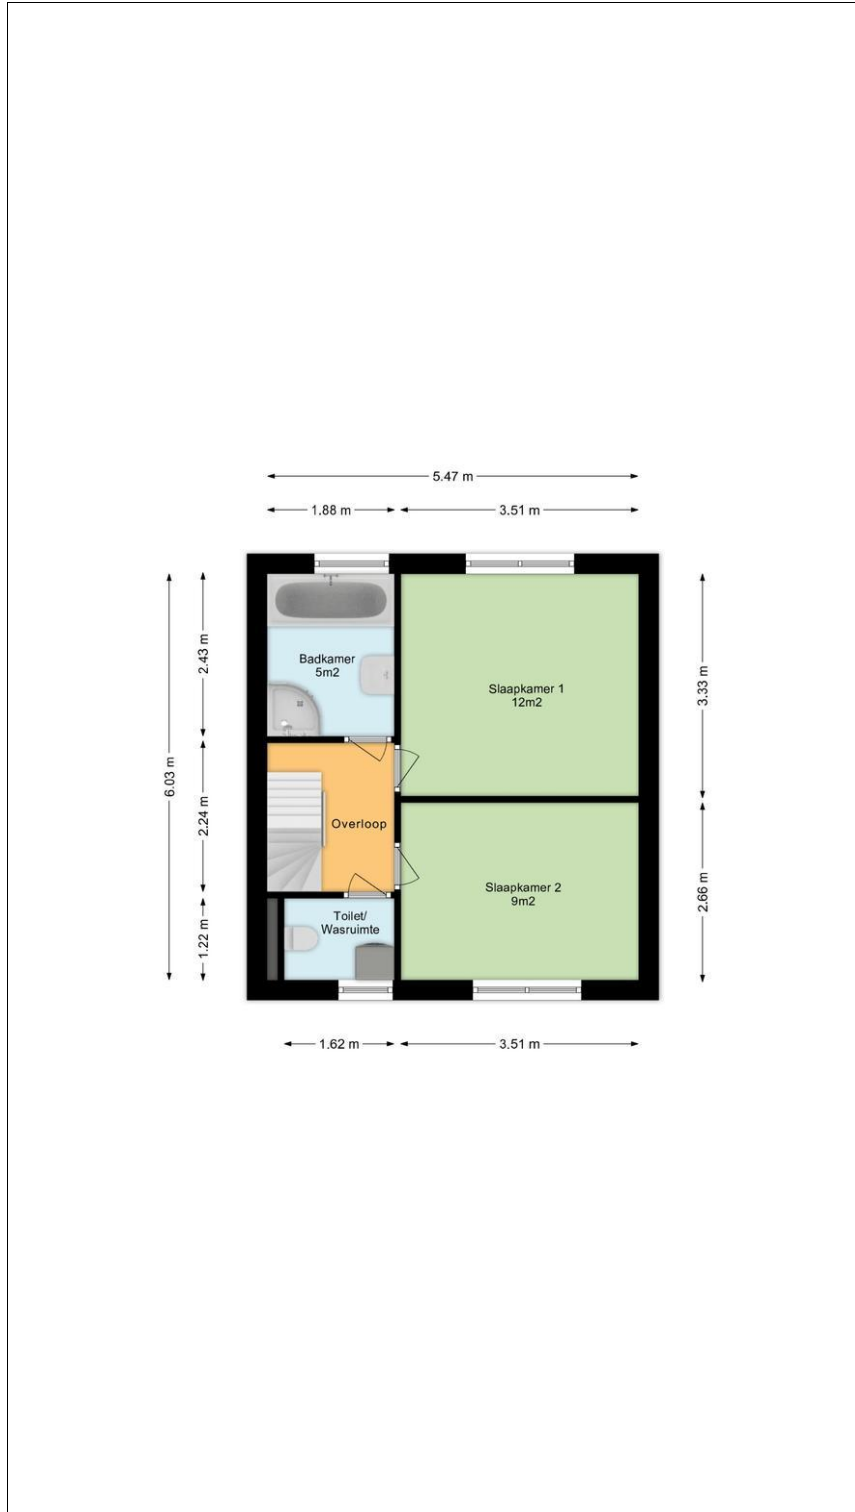 5.47 m
1.88 m
3.51 m
2.43 m
3.33 m
6.03 m
2.24 m
2.66 m
1.22 m
Badkamer
5m2
Slaapkamer 1
12m2
Overloop
Slaapkamer 2
9m2
Toilet/
Wasruimte
1.62 m
3.51 m